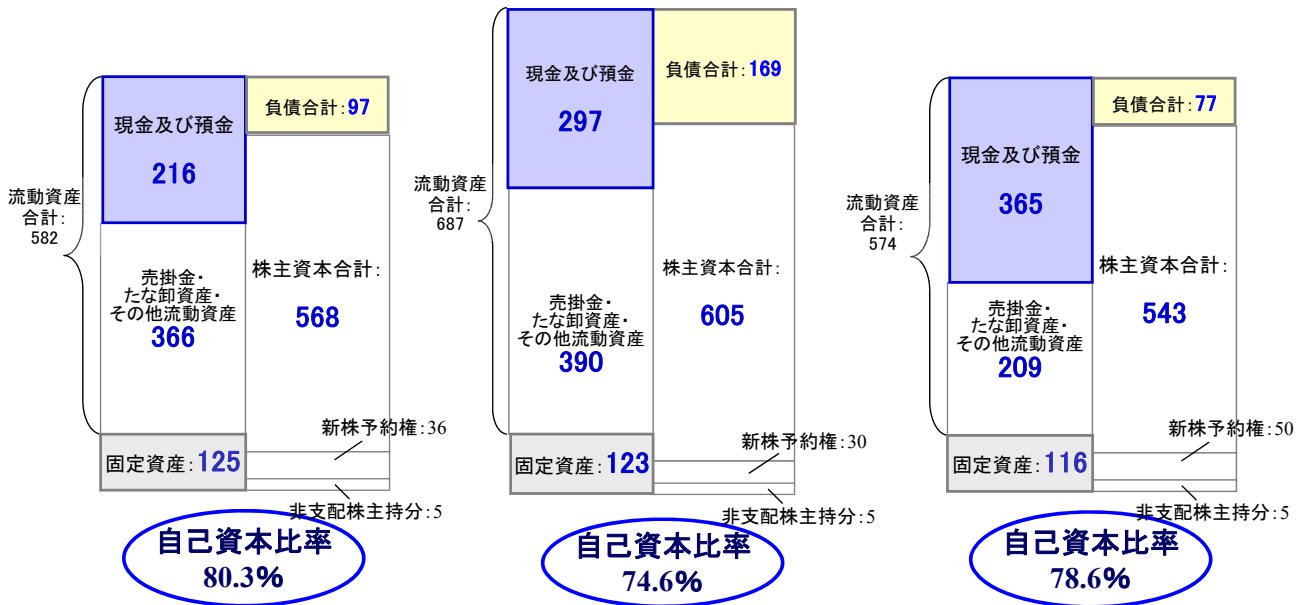 流動資産
合計:
582
現金及び預金
216
売掛金・
たな卸資産・
その他流動資産
366
固定資産:125
負債合計:97
株主資本合計:
568
新株予約権:36
非支配株主持分:5
自己資本比率
80.3%
流動資産
合計:
687
現金及び預金
297
売掛金・
たな卸資産・
その他流動資産
390
固定資産:123
負債合計:169
株主資本合計:
605
新株予約権:30
非支配株主持分:5
自己資本比率
74.6%
流動資産
合計:
574
現金及び預金
365
売掛金・
たな卸資産・
その他流動資産
209
固定資産:116
負債合計:77
株主資本合計:
543
新株予約権:50
非支配株主持分:5
自己資本比率
78.6%